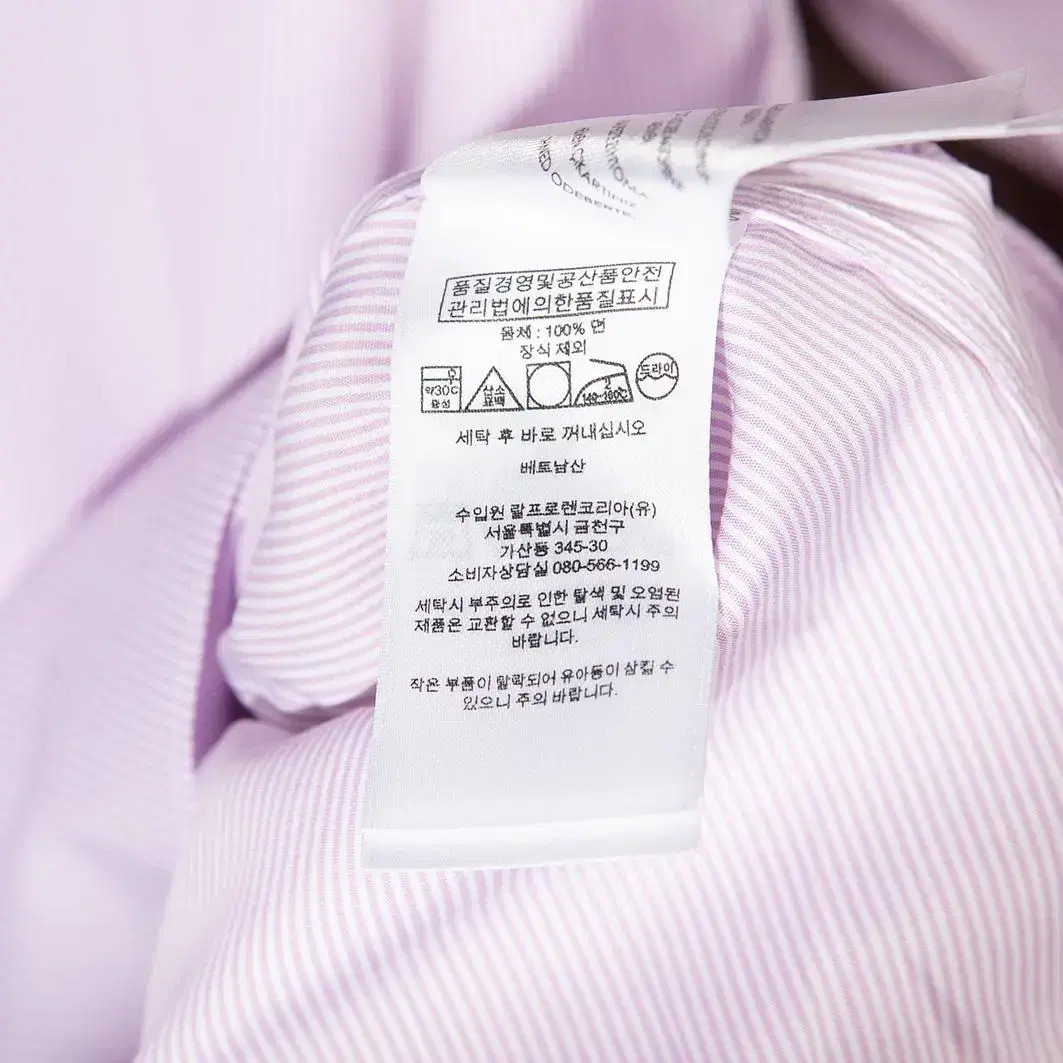 ÇIKARTINIZ
품질경영및공산품안전
관리법에의한품질표시
몸체 : 100% 면
장식 제외
약30℃
중성
산소
표백
2
140~160℃
드라이
세탁 후 바로 꺼내십시오
베트남산
수입원 랄프로렌코리아(유)
서울특별시 금천구
가산동 345-30
소비자상담실 080-566-1199
세탁시 부주의로 인한 탈색 및 오염된
제품은 교환할 수 없으니 세탁시 주의
바랍니다.
작은 부품이 탈락되어 유아등이 삼킬 수
있으니 주의 바랍니다.